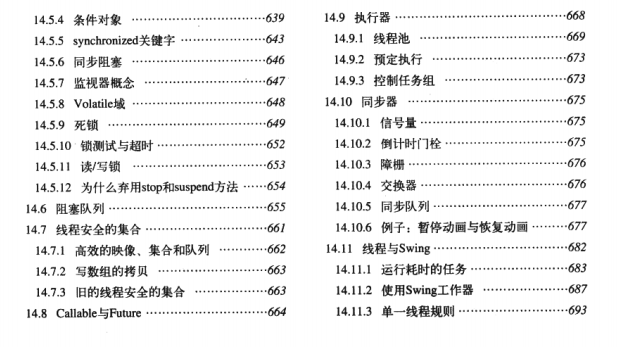 14.5.4 条件对象 ……………………639
14.5.5 synchronized关键字 ……………643
14.5.6 同步阻塞 ……………………646
14.5.7 监视器概念 …………………647
14.5.8 Volatile域 ……………………648
14.5.9 死锁 …………………………649
14.5.10 锁测试与超时 ………………652
14.5.11 读/写锁 ……………………653
14.5.12 为什么弃用stop和suspend方法 ……654
14.6 阻塞队列 …………………………655
14.7 线程安全的集合 …………………661
14.7.1 高效的映像、集合和队列 ………662
14.7.2 写数组的拷贝 ………………663
14.7.3 旧的线程安全的集合 …………663
14.8 Callable与Future …………………664
14.9 执行器 ……………………………668
14.9.1 线程池 ………………………669
14.9.2 预定执行 ……………………673
14.9.3 控制任务组 …………………673
14.10 同步器 ……………………………675
14.10.1 信号量 ………………………675
14.10.2 倒计时门栓 …………………675
14.10.3 障栅 …………………………676
14.10.4 交换器 ………………………676
14.10.5 同步队列 ……………………677
14.10.6 例子：暂停动画与恢复动画 ……677
14.11 线程与Swing ……………………682
14.11.1 运行耗时的任务 ……………683
14.11.2 使用Swing工作器 ……………687
14.11.3 单一线程规则 ………………693